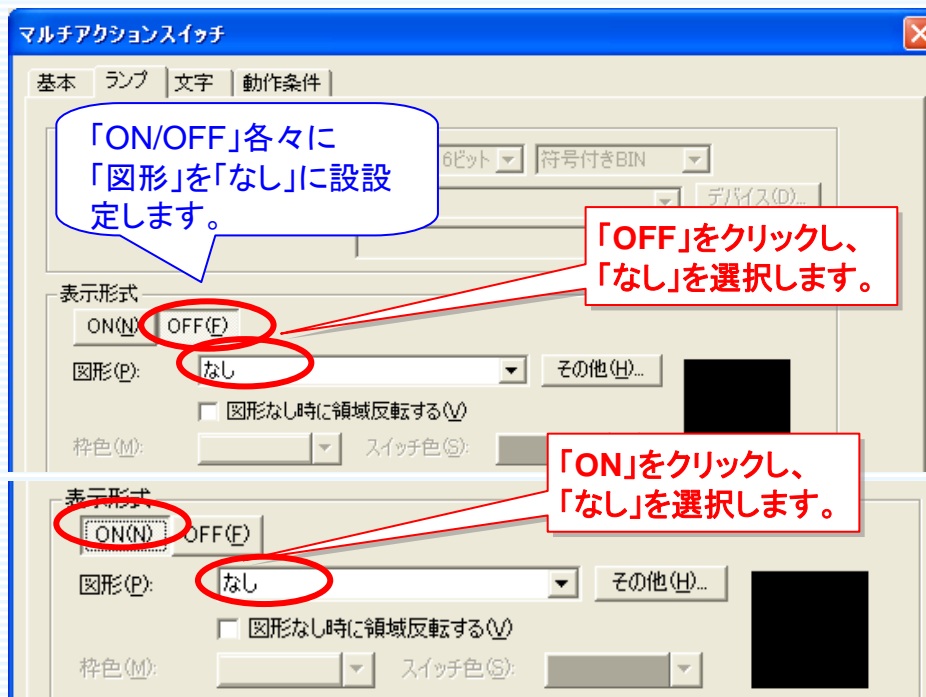 マルチアクションスイッチ
基本 ランプ 文字 動作条件
「ON/OFF」各々に
「図形」を「なし」に設設
定します。
6ビット 符号付きBIN
デバイス(D)...
「OFF」をクリックし、
「なし」を選択します。
表示形式
ON(N) OFF(F)
図形(P): なし その他(H)...
図形なし時に領域反転する(V)
枠色(M): スイッチ色(S):
「ON」をクリックし、
「なし」を選択します。
表示形式
ON(N) OFF(F)
図形(P): なし その他(H)...
図形なし時に領域反転する(V)
枠色(M): スイッチ色(S):